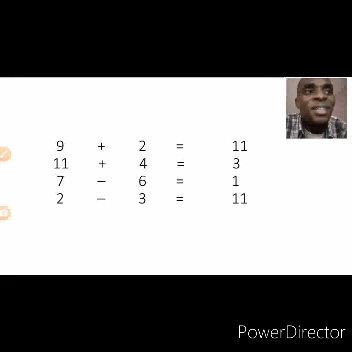 9 + 2 = 11
11 + 4 = 3
7 – 6 = 1
2 – 3 = 11
PowerDirector